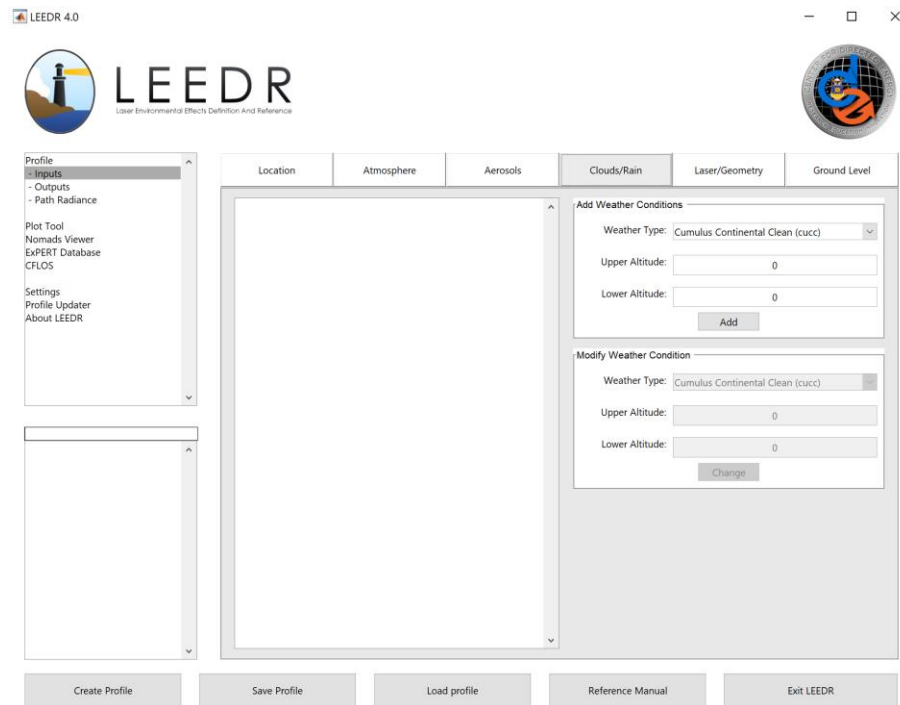 LEEDR 4.0
LEEDR
Laser Environmental Effects Definition And Reference
Profile
- Inputs
- Outputs
- Path Radiance
Plot Tool
Nomads Viewer
ExPERT Database
CFLOS
Settings
Profile Updater
About LEEDR
Location
Atmosphere
Aerosols
Clouds/Rain
Laser/Geometry
Ground Level
Add Weather Conditions
Weather Type: Cumulus Continental Clean (cucc)
Upper Altitude: 0
Lower Altitude: 0
Add
Modify Weather Condition
Weather Type: Cumulus Continental Clean (cucc)
Upper Altitude: 0
Lower Altitude: 0
Change
Create Profile
Save Profile
Load profile
Reference Manual
Exit LEEDR